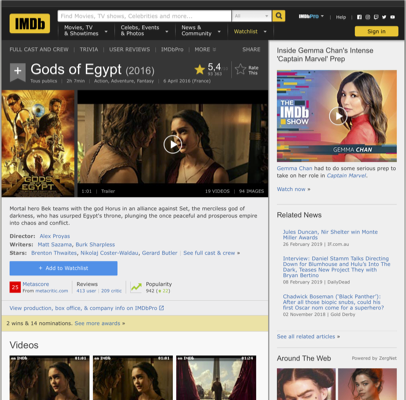 IMDb
Find Movies, TV shows, Celebrities and more...
All
IMDbPro
Help
Movies, TV
& Showtimes
Celebs, Events
& Photos
News &
Community
Watchlist
Sign in
FULL CAST AND CREW | TRIVIA | USER REVIEWS | IMDbPro | MORE
SHARE
Gods of Egypt (2016)
Tous publics | 2h 7min | Action, Adventure, Fantasy | 6 April 2016 (France)
5,4
Rate
This
GODS OF
EGYPT
1:01 | Trailer
19 VIDEOS | 94 IMAGES
Mortal hero Bek teams with the god Horus in an alliance against Set, the merciless god of
darkness, who has usurped Egypt's throne, plunging the once peaceful and prosperous empire
into chaos and conflict.
Director: Alex Proyas
Writers: Matt Sazama, Burk Sharpless
Stars: Brenton Thwaites, Nikolaj Coster-Waldau, Gerard Butler | See full cast & crew »
+ Add to Watchlist
25
Metascore
From metacritic.com
Reviews
413 user | 209 critic
Popularity
942
View production, box office, & company info on IMDbPro
2 wins & 14 nominations. See more awards »
Videos
Inside Gemma Chan's Intense
'Captain Marvel' Prep
THE
IMDb
SHOW
GEMMA CHAN
Gemma Chan had to do some serious prep
to take on her role in Captain Marvel.
Watch now »
Related News
Jules Duncan, Nir Shelter win Monte
Miller Awards
26 February 2019 | IF.com.au
Interview: Daniel Stamm Talks Directing
Down for Blumhouse and Hulu's Into The
Dark, Teases New Project They with
Bryan Bertino
08 February 2019 | DailyDead
Chadwick Boseman ('Black Panther'):
After all those biopic snubs, could his
first Oscar nom come for a superhero?
02 November 2018 | Gold Derby
See all related articles »
Around The Web
Powered by ZergNet